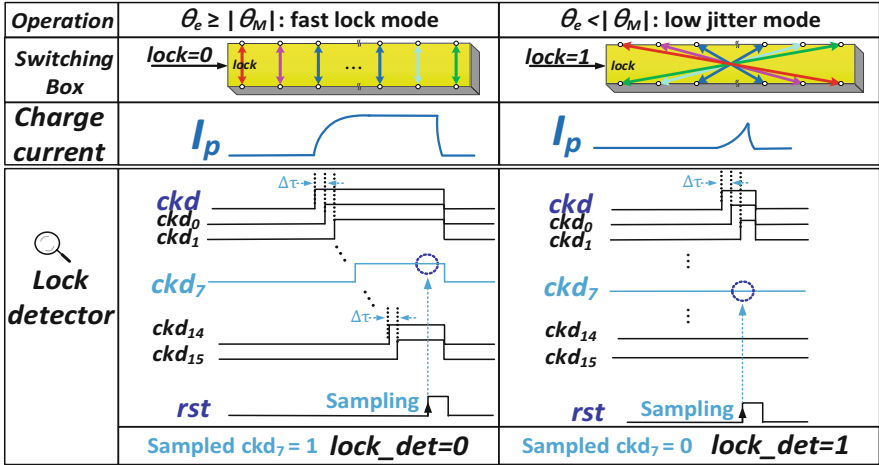 Operation
θe ≥ |θM|: fast lock mode
θe < |θM|: low jitter mode
Switching
Box
lock=0
lock
...
lock=1
lock
Charge
current
Ip
Ip
Lock
detector
Δτ
ckd
ckd0
ckd1
ckd7
Δτ
ckd14
ckd15
Sampling
rst
Δτ
ckd
ckd0
ckd1
...
ckd7
...
ckd14
ckd15
Sampling
rst
Sampled ckd7 = 1 lock_det=0
Sampled ckd7 = 0 lock_det=1